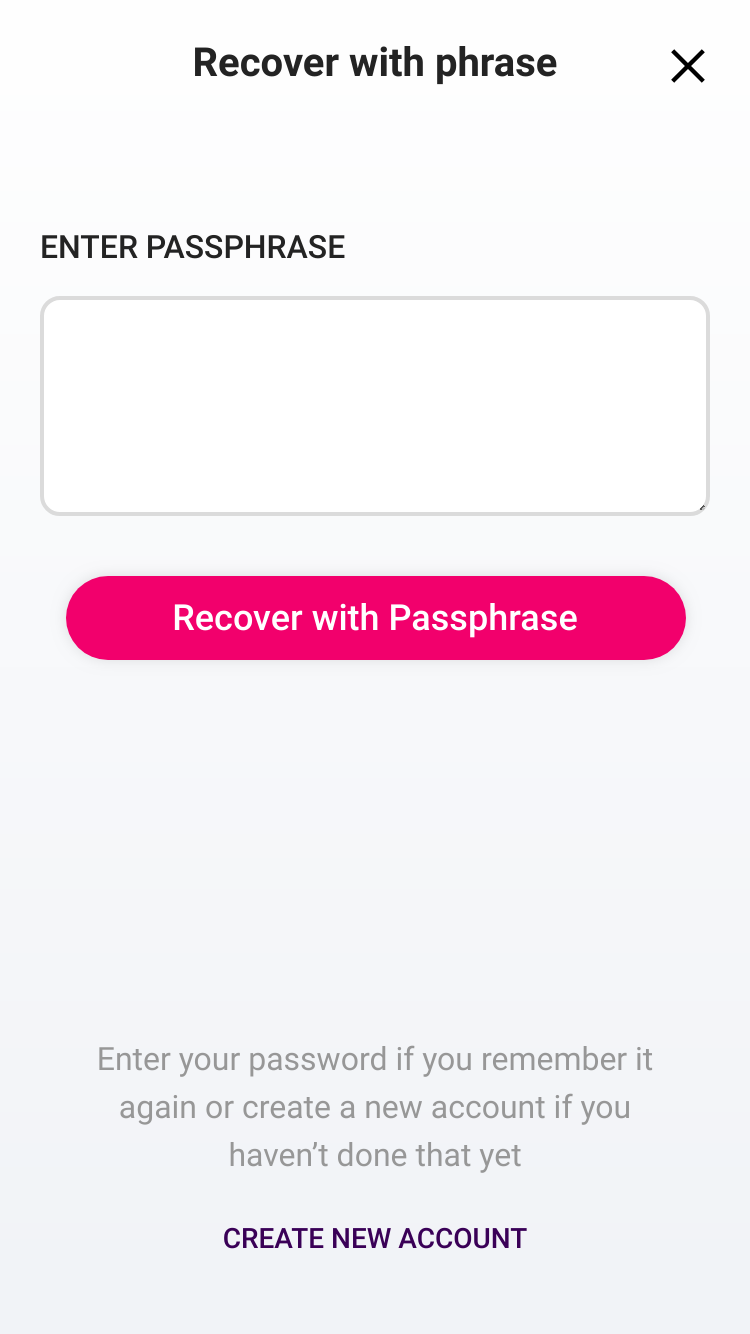 Recover with phrase
ENTER PASSPHRASE
Recover with Passphrase
Enter your password if you remember it
again or create a new account if you
haven’t done that yet
CREATE NEW ACCOUNT